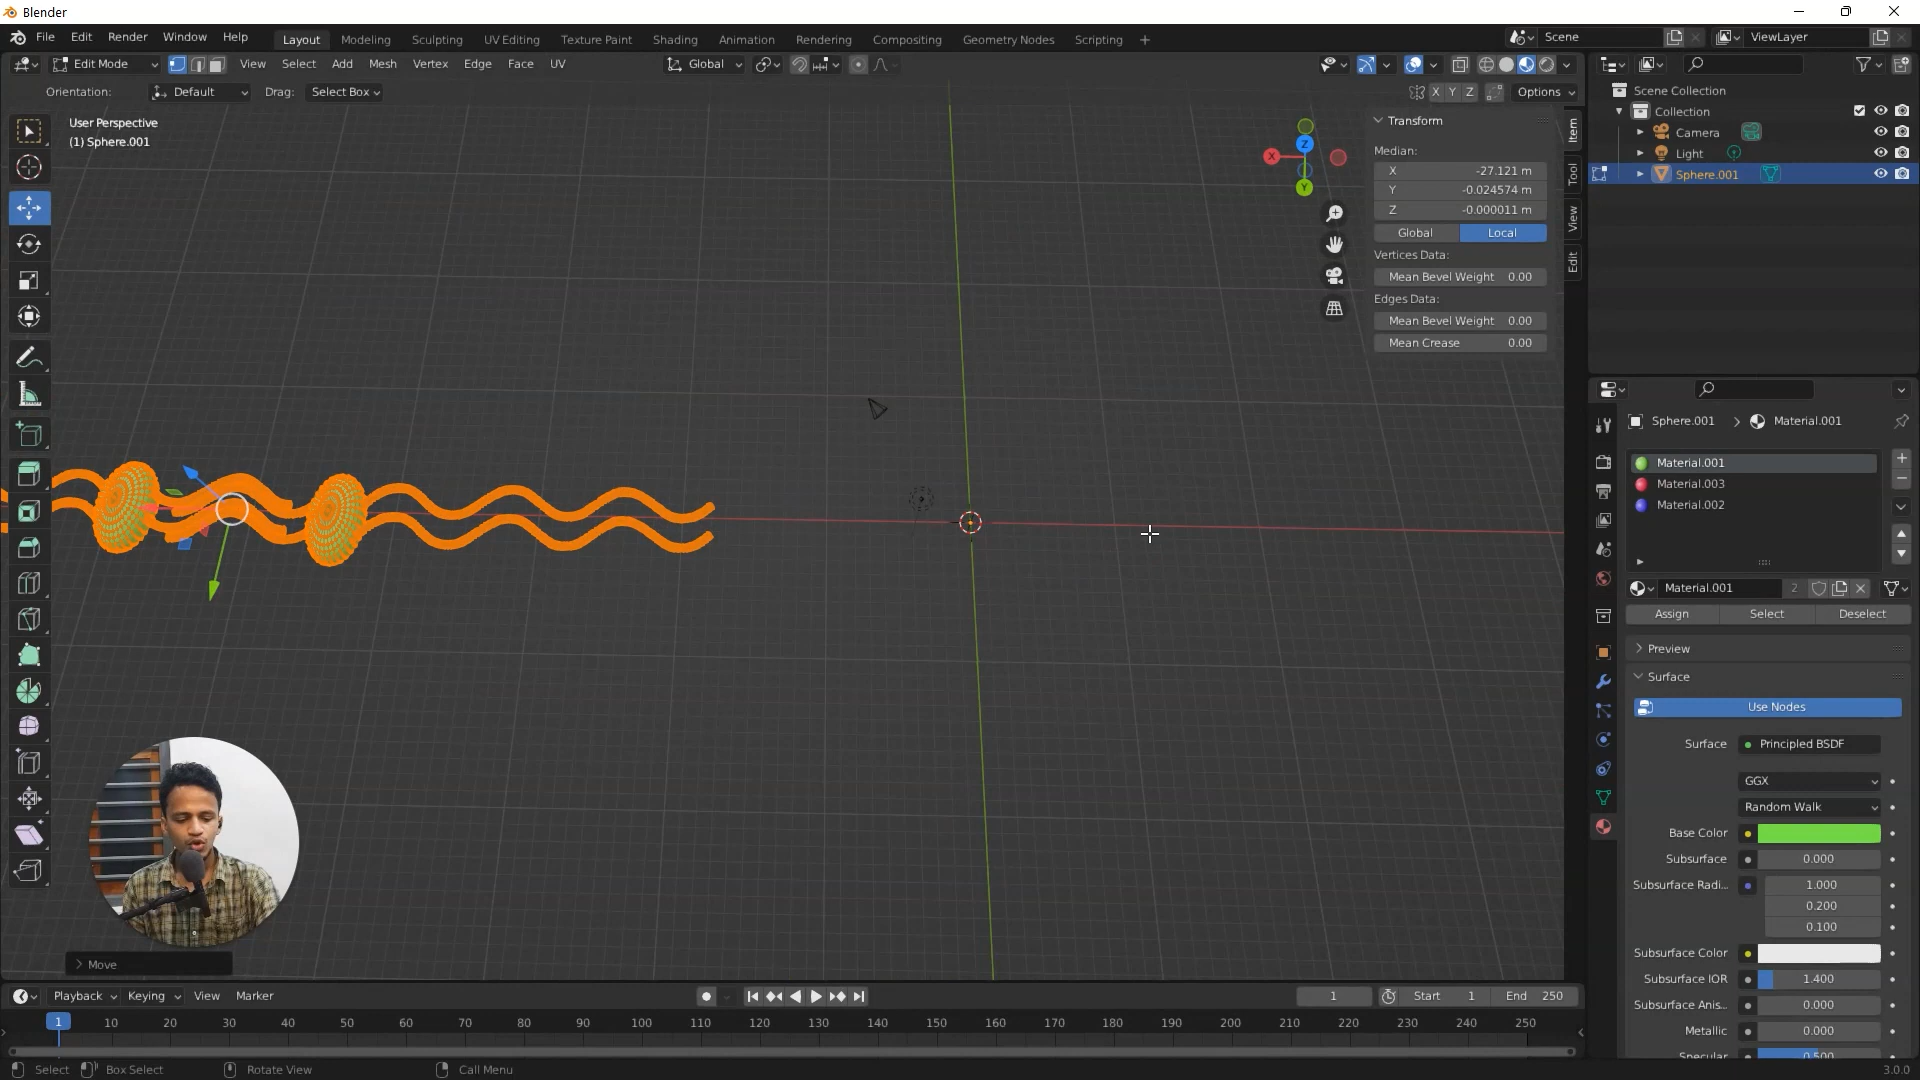 Blender
File Edit Render Window Help Layout Modeling Sculpting UV Editing Texture Paint Shading Animation Rendering Compositing Geometry Nodes Scripting + Scene ViewLayer
Edit Mode View Select Add Mesh Vertex Edge Face UV Global
Orientation: Default Drag: Select Box X Y Z Options
User Perspective
(1) Sphere.001
X Z Y
Transform
Median:
X -27.121 m
Y -0.024574 m
Z -0.000011 m
Global Local
Vertices Data:
Mean Bevel Weight 0.00
Edges Data:
Mean Bevel Weight 0.00
Mean Crease 0.00
Item
Tool
View
Edit
Scene Collection
Collection
Camera
Light
Sphere.001
Sphere.001 > Material.001
Material.001
Material.003
Material.002
Material.001 2
Assign Select Deselect
Preview
Surface
Use Nodes
Surface Principled BSDF
GGX
Random Walk
Base Color
Subsurface 0.000
Subsurface Radi... 1.000
0.200
0.100
Subsurface Color
Subsurface IOR 1.400
Subsurface Anis... 0.000
Metallic 0.000
Specular 0.500
Move
Playback Keying View Marker 1 Start 1 End 250
1 10 20 30 40 50 60 70 80 90 100 110 120 130 140 150 160 170 180 190 200 210 220 230 240 250
Select Box Select Rotate View Call Menu 3.0.0